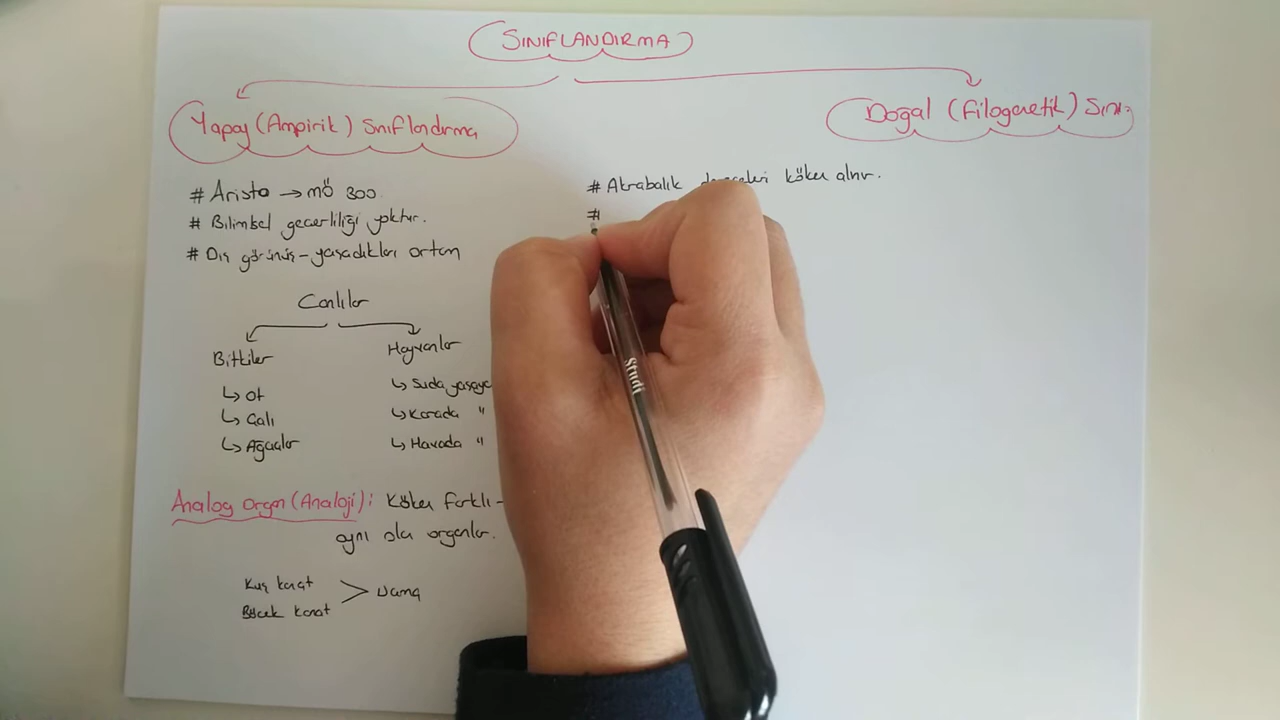 SINIFLANDIRMA
Yapay (Ampirik) Sınıflandırma
# Aristo → MÖ 300.
# Bilimsel geçerliliği yoktur.
# Dış görünüş - yaşadıkları ortam
Canlılar
Bitkiler
↳ ot
↳ Çalı
↳ Ağaçlar
Hayvanlar
↳ Suda yaşaya
↳ Karada "
↳ Havada "
Analog Organ (Analoji): Köken farklı -
aynı olan organlar.
Kuş kanat
Böcek kanat
> Uçma
Doğal (Filogenetik) Sını
# Akrabalık köken alınır.
#
Studi